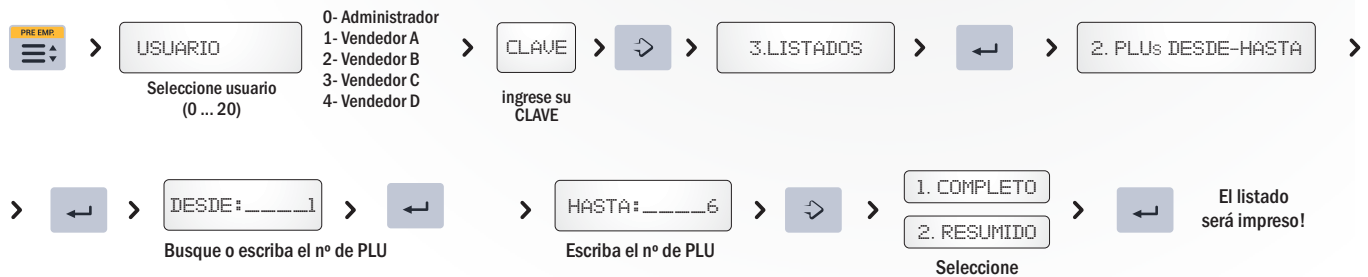 PRE EMP.
USUARIO
Seleccione usuario
(0 ... 20)
0- Administrador
1- Vendedor A
2- Vendedor B
3- Vendedor C
4- Vendedor D
CLAVE
ingrese su
CLAVE
3.LISTADOS
2. PLUs DESDE-HASTA
DESDE:_____1
Busque o escriba el nº de PLU
HASTA:_____6
Escriba el nº de PLU
1. COMPLETO
2. RESUMIDO
Seleccione
El listado
será impreso!